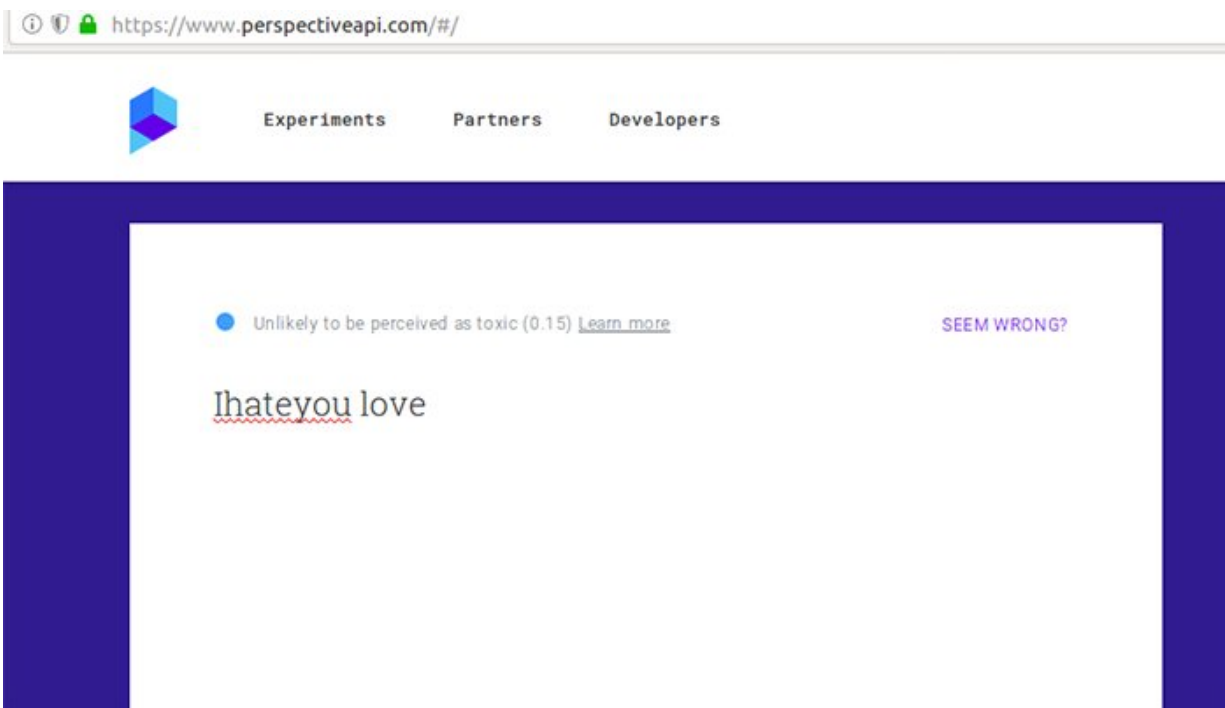 https://www.perspectiveapi.com/#/
Experiments Partners Developers
Unlikely to be perceived as toxic (0.15) Learn more SEEM WRONG?
Ihateyou love